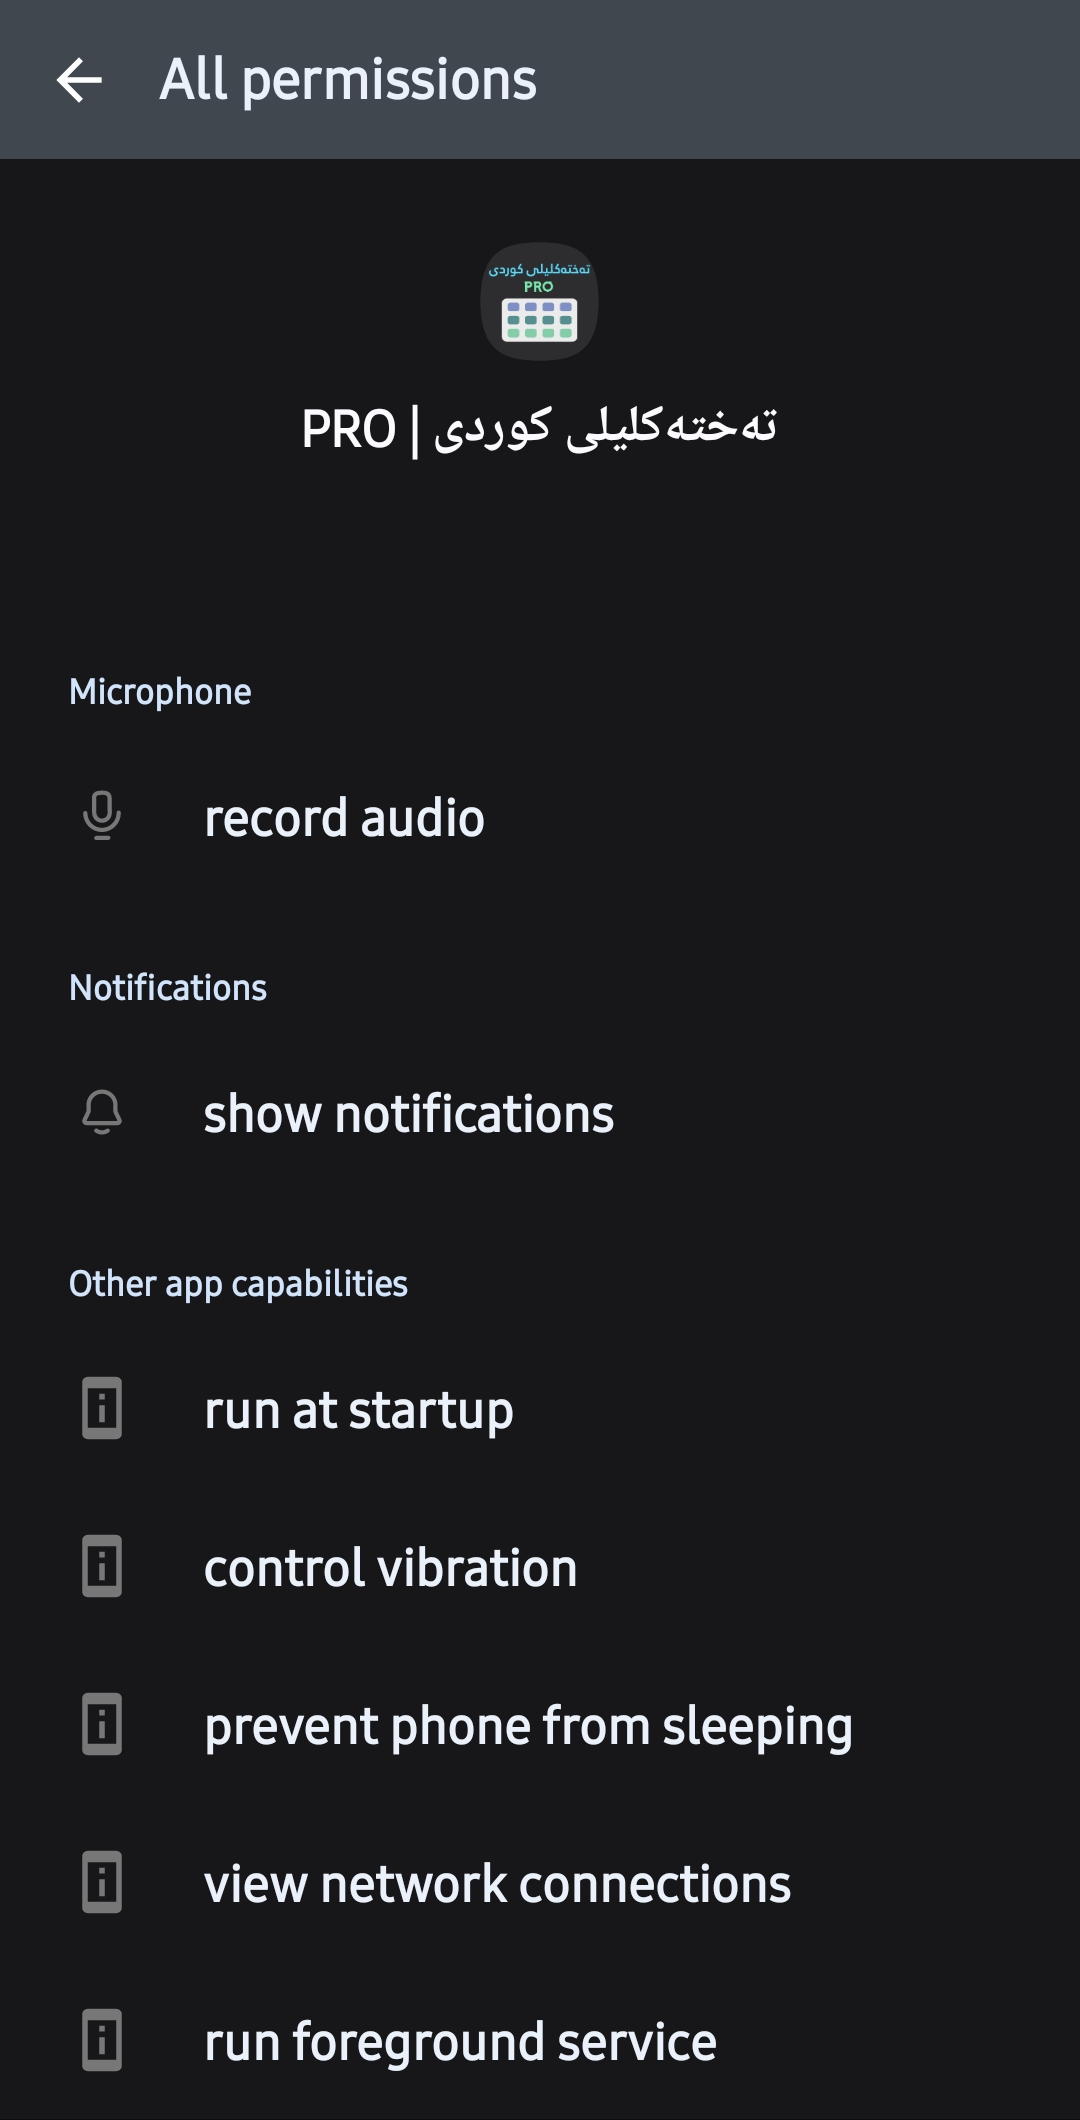 All permissions
تەختەکلیلی کوردی
PRO
تەختەکلیلی کوردی | PRO
Microphone
record audio
Notifications
show notifications
Other app capabilities
run at startup
control vibration
prevent phone from sleeping
view network connections
run foreground service